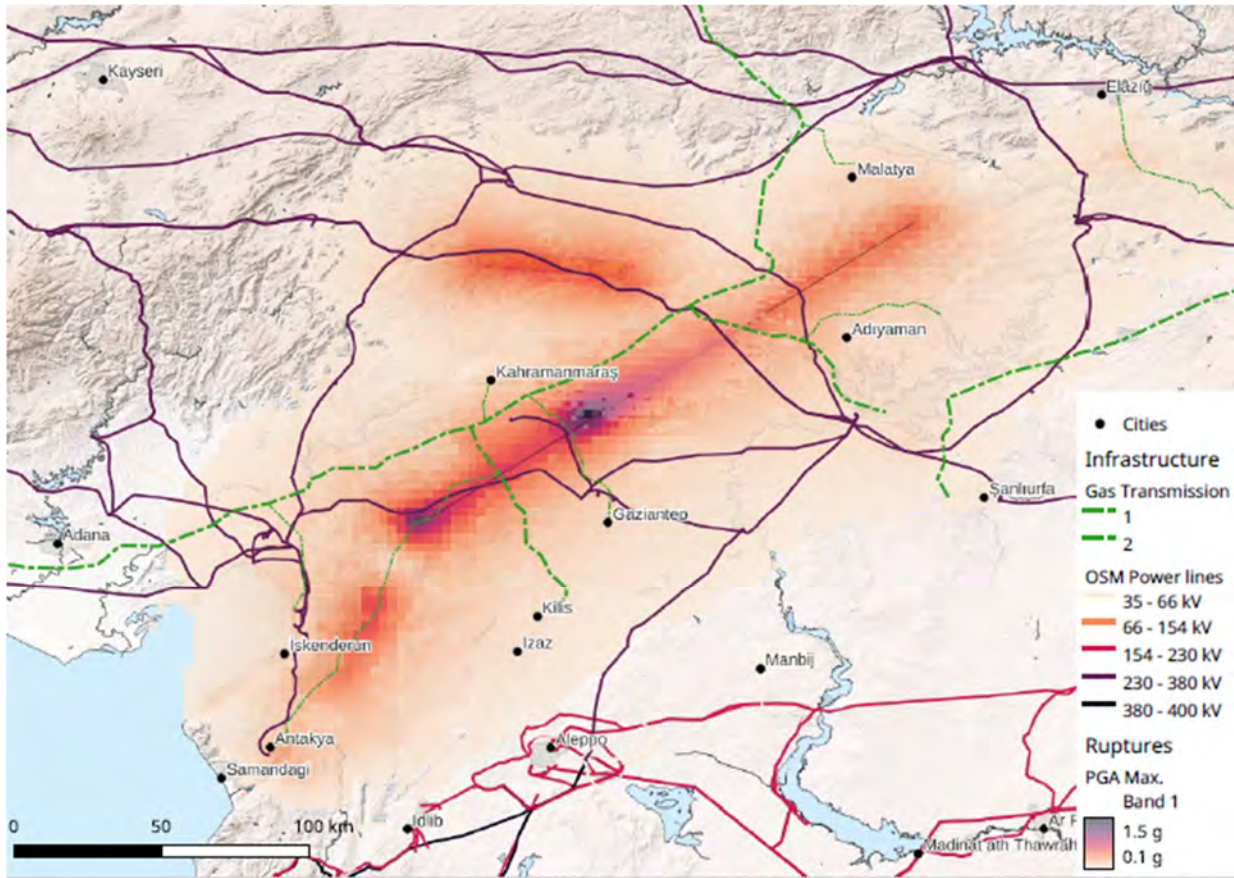 Kayseri
Elazığ
Malatya
Adıyaman
Kahramanmaraş
Gaziantep
Şanlıurfa
Adana
Kilis
Izaz
Iskenderun
Manbij
Antakya
Samandagi
Aleppo
Idlib
Madinat ath Thawrah
0 50 100 km
Cities
Infrastructure
Gas Transmission
1
2
OSM Power lines
35 - 66 kV
66 - 154 kV
154 - 230 kV
230 - 380 kV
380 - 400 kV
Ruptures
PGA Max.
Band 1
1.5 g
0.1 g